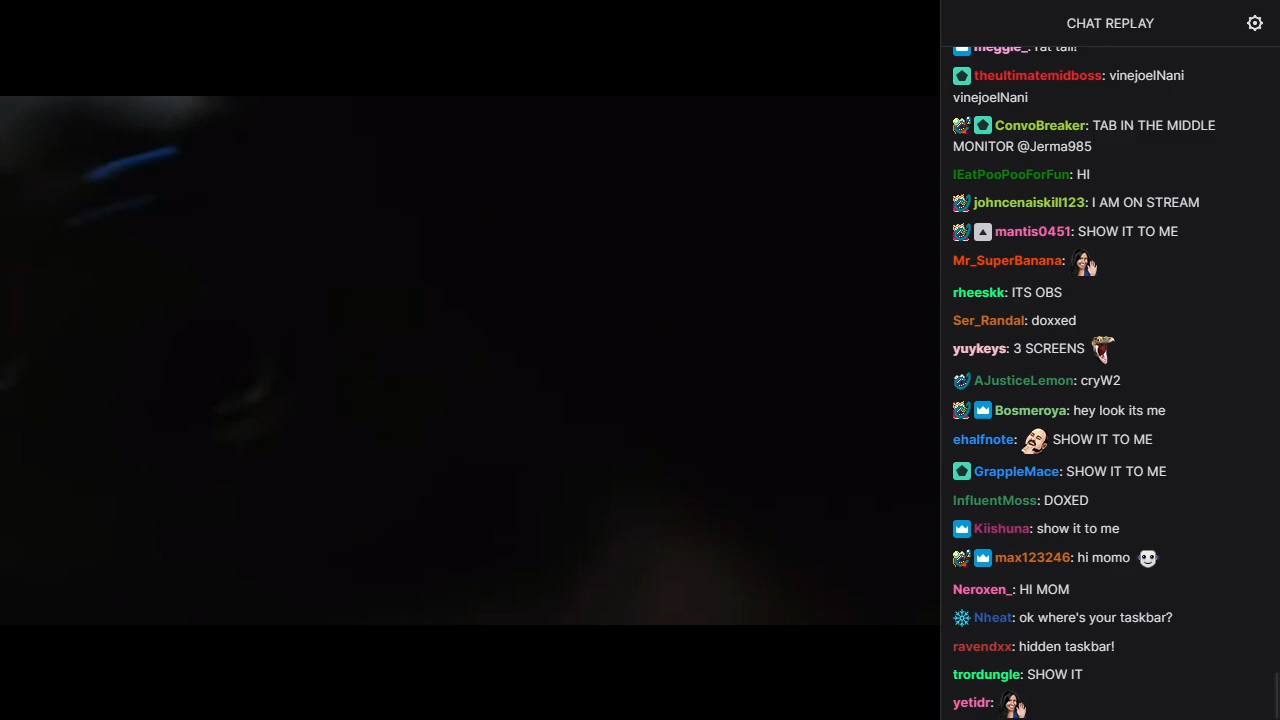 CHAT REPLAY
meggle_: rat tail!
theultimatemidboss: vinejoelNani
vinejoelNani
ConvoBreaker: TAB IN THE MIDDLE
MONITOR @Jerma985
IEatPooPooForFun: HI
johncenaiskill123: I AM ON STREAM
mantis0451: SHOW IT TO ME
Mr_SuperBanana:
rheeskk: ITS OBS
Ser_Randal: doxxed
yuykeys: 3 SCREENS
AJusticeLemon: cryW2
Bosmeroya: hey look its me
ehalfnote: SHOW IT TO ME
GrappleMace: SHOW IT TO ME
InfluentMoss: DOXED
Kiishuna: show it to me
max123246: hi momo
Neroxen_: HI MOM
Nheat: ok where's your taskbar?
ravendxx: hidden taskbar!
trordungle: SHOW IT
yetidr: